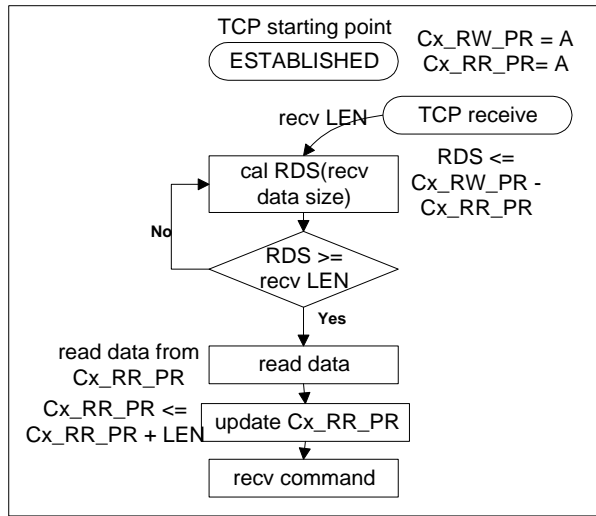 TCP starting point
ESTABLISHED
Cx_RW_PR = A
Cx_RR_PR= A
recv LEN
TCP receive
cal RDS(recv
data size)
RDS <=
Cx_RW_PR -
Cx_RR_PR
No
RDS >=
recv LEN
Yes
read data from
Cx_RR_PR
read data
Cx_RR_PR <=
Cx_RR_PR + LEN
update Cx_RR_PR
recv command